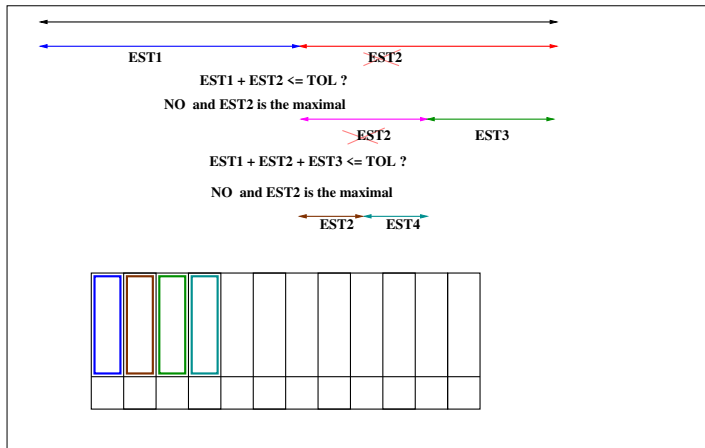 EST1 EST2
EST1 + EST2 <= TOL ?
NO and EST2 is the maximal
EST2 EST3
EST1 + EST2 + EST3 <= TOL ?
NO and EST2 is the maximal
EST2 EST4